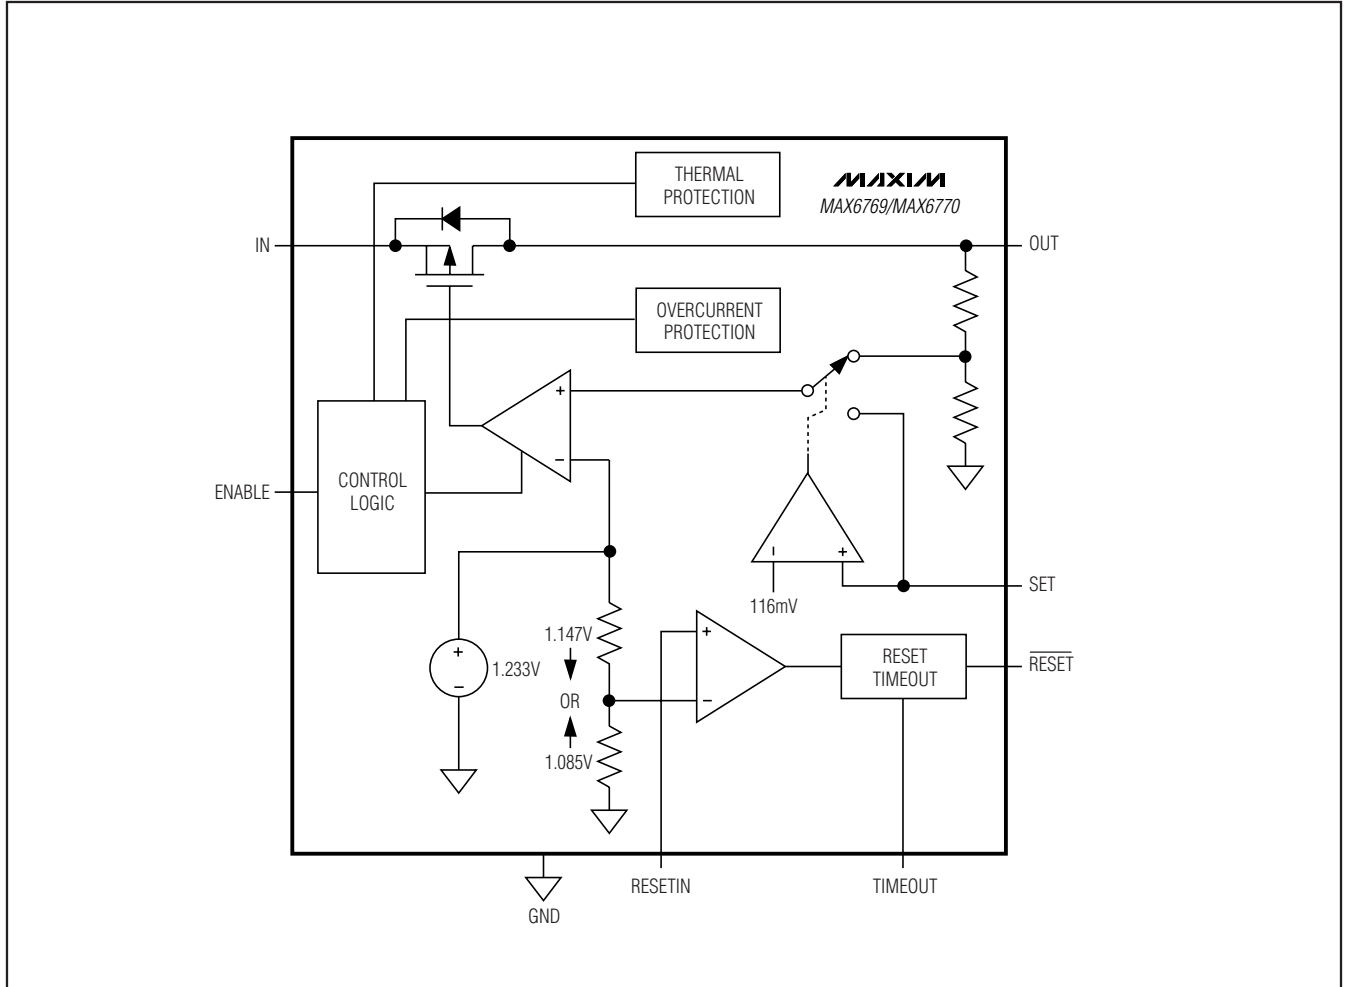 THERMAL
PROTECTION
MAXIM
MAX6769/MAX6770
IN
OUT
OVERCURRENT
PROTECTION
+
−
CONTROL
LOGIC
ENABLE
− +
116mV
SET
1.147V
OR
1.085V
+
−
1.233V
+
−
RESET
TIMEOUT
RESET
RESETIN
TIMEOUT
GND